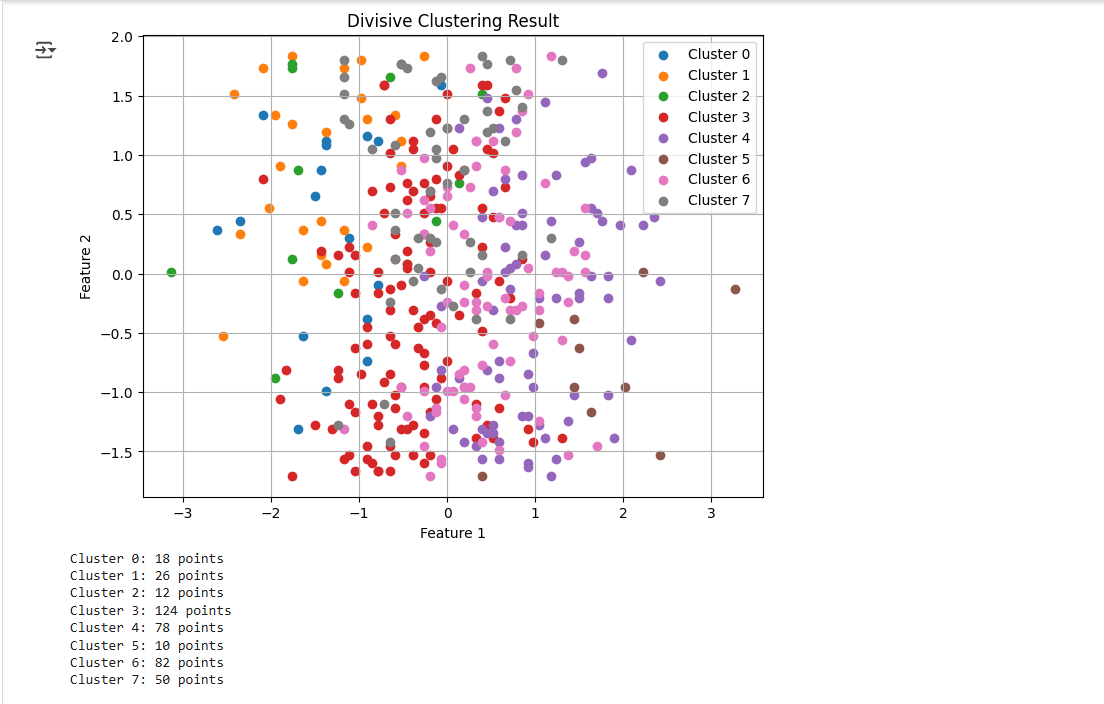 Divisive Clustering Result
2.0
1.5
1.0
0.5
0.0
−0.5
−1.0
−1.5
Feature 2
Cluster 0
Cluster 1
Cluster 2
Cluster 3
Cluster 4
Cluster 5
Cluster 6
Cluster 7
−3 −2 −1 0 1 2 3
Feature 1
Cluster 0: 18 points
Cluster 1: 26 points
Cluster 2: 12 points
Cluster 3: 124 points
Cluster 4: 78 points
Cluster 5: 10 points
Cluster 6: 82 points
Cluster 7: 50 points